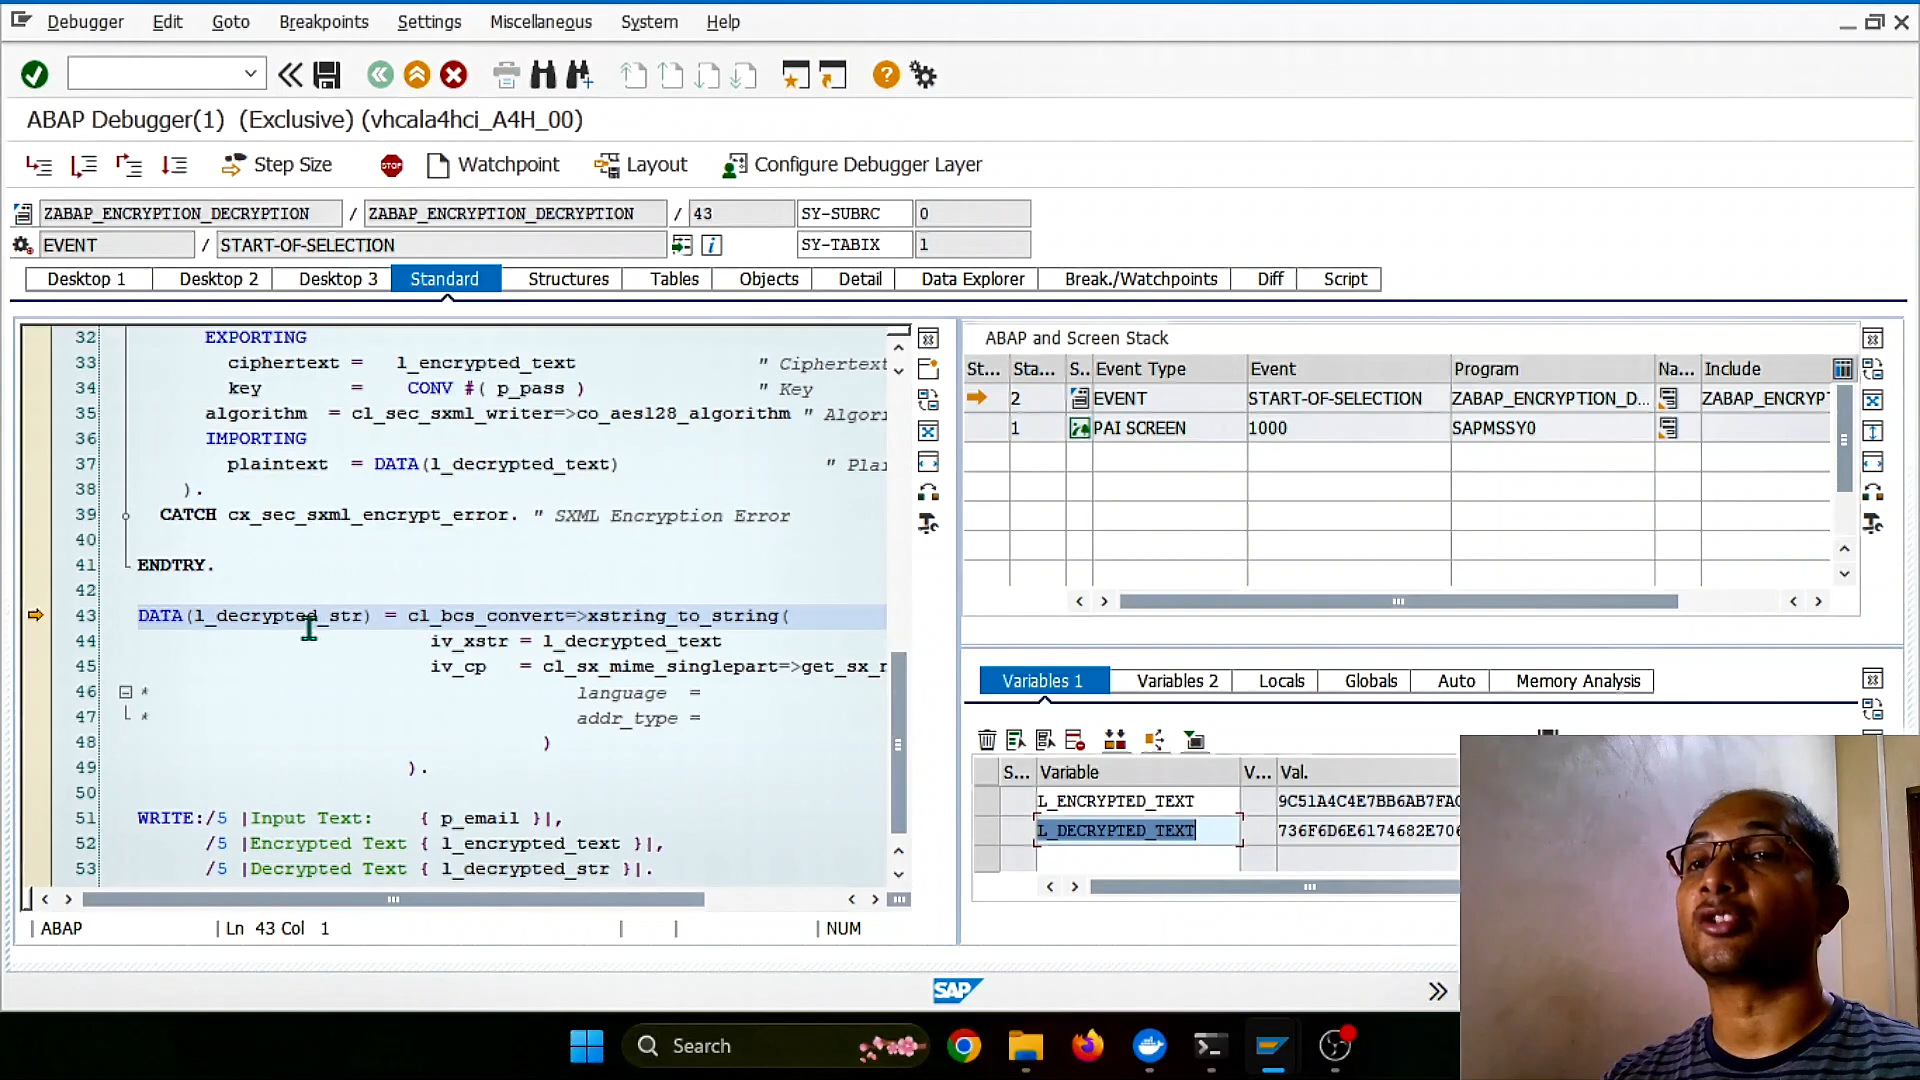 Debugger Edit Goto Breakpoints Settings Miscellaneous System Help
ABAP Debugger(1) (Exclusive) (vhcala4hci_A4H_00)
Step Size STOP Watchpoint Layout Configure Debugger Layer
ZABAP_ENCRYPTION_DECRYPTION / ZABAP_ENCRYPTION_DECRYPTION / 43 SY-SUBRC 0
EVENT / START-OF-SELECTION SY-TABIX 1
Desktop 1 Desktop 2 Desktop 3 Standard Structures Tables Objects Detail Data Explorer Break./Watchpoints Diff Script
32 EXPORTING
33 ciphertext = l_encrypted_text " Ciphertext
34 key = CONV #( p_pass ) " Key
35 algorithm = cl_sec_sxml_writer=>co_aes128_algorithm " Algori
36 IMPORTING
37 plaintext = DATA(l_decrypted_text) " Plai
38 ).
39 CATCH cx_sec_sxml_encrypt_error. " SXML Encryption Error
40
41 ENDTRY.
42
43 DATA(l_decrypted_str) = cl_bcs_convert=>xstring_to_string(
44 iv_xstr = l_decrypted_text
45 iv_cp = cl_sx_mime_singlepart=>get_sx_
46 * language =
47 * addr_type =
48 )
49 ).
50
51 WRITE:/5 |Input Text: { p_email }|,
52 /5 |Encrypted Text { l_encrypted_text }|,
53 /5 |Decrypted Text { l_decrypted_str }|.
ABAP Ln 43 Col 1 NUM
ABAP and Screen Stack
St... Sta... S.. Event Type Event Program Na... Include
2 EVENT START-OF-SELECTION ZABAP_ENCRYPTION_D... ZABAP_ENCRYPT
1 PAI SCREEN 1000 SAPMSSY0
Variables 1 Variables 2 Locals Globals Auto Memory Analysis
S... Variable V... Val.
L_ENCRYPTED_TEXT 9C51A4C4E7BB6AB7FA
L_DECRYPTED_TEXT 736F6D6E6174682E706
SAP
Search